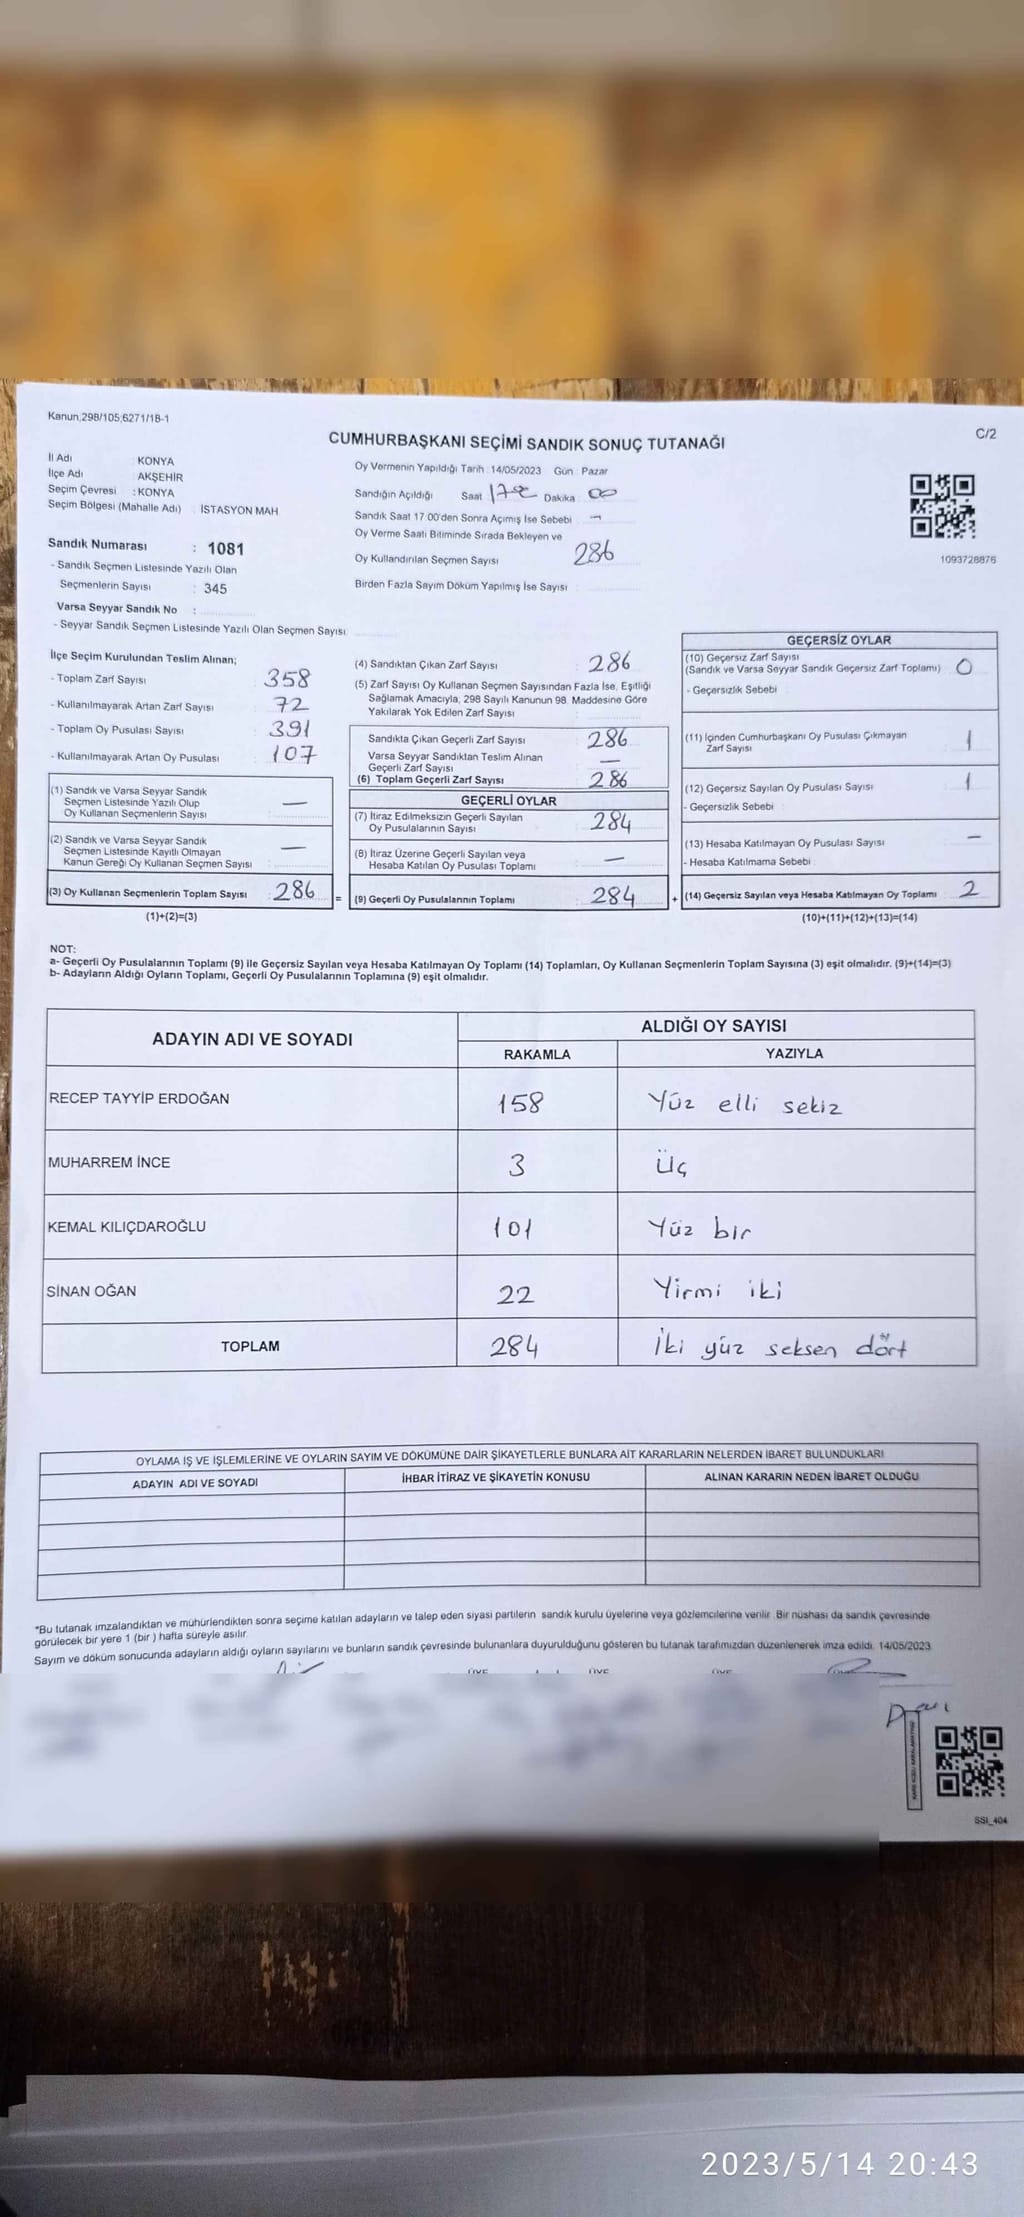 Kanun,298/105,6271/18-1
C/2
CUMHURBAŞKANI SEÇİMİ SANDIK SONUÇ TUTANAĞI
İl Adı : KONYA
İlçe Adı : AKŞEHİR
Seçim Çevresi : KONYA
Seçim Bölgesi (Mahalle Adı) : İSTASYON MAH
Sandık Numarası : 1081
- Sandık Seçmen Listesinde Yazılı Olan
Seçmenlerin Sayısı : 345
Varsa Seyyar Sandık No :
- Seyyar Sandık Seçmen Listesinde Yazılı Olan Seçmen Sayısı:
Oy Vermenin Yapıldığı Tarih : 14/05/2023 Gün : Pazar
Sandığın Açıldığı Saat Dakika
Sandık Saat 17.00'den Sonra Açımış İse Sebebi : -
Oy Verme Saati Bitiminde Sırada Bekleyen ve
Oy Kullandırılan Seçmen Sayısı : 286
Birden Fazla Sayım Döküm Yapılmış İse Sayısı :
1093728876
İlçe Seçim Kurulundan Teslim Alınan;
- Toplam Zarf Sayısı : 358
- Kullanılmayarak Artan Zarf Sayısı : 72
- Toplam Oy Pusulası Sayısı : 391
- Kullanılmayarak Artan Oy Pusulası : 107
(1) Sandık ve Varsa Seyyar Sandık
Seçmen Listesinde Yazılı Olup
Oy Kullanan Seçmenlerin Sayısı : —
(2) Sandık ve Varsa Seyyar Sandık
Seçmen Listesinde Kayıtlı Olmayan
Kanun Gereği Oy Kullanan Seçmen Sayısı : —
(3) Oy Kullanan Seçmenlerin Toplam Sayısı : 286 =
(1)+(2)=(3)
(4) Sandıktan Çıkan Zarf Sayısı : 286
(5) Zarf Sayısı Oy Kullanan Seçmen Sayısından Fazla İse, Eşitliği
Sağlamak Amacıyla, 298 Sayılı Kanunun 98. Maddesine Göre
Yakılarak Yok Edilen Zarf Sayısı :
Sandıkta Çıkan Geçerli Zarf Sayısı : 286
Varsa Seyyar Sandıktan Teslim Alınan
Geçerli Zarf Sayısı : —
(6) Toplam Geçerli Zarf Sayısı : 286
GEÇERLİ OYLAR
(7) İtiraz Edilmeksizin Geçerli Sayılan
Oy Pusulalarının Sayısı : 284
(8) İtiraz Üzerine Geçerli Sayılan veya
Hesaba Katılan Oy Pusulası Toplamı : —
(9) Geçerli Oy Pusulalarının Toplamı : 284 +
GEÇERSİZ OYLAR
(10) Geçersiz Zarf Sayısı
(Sandık ve Varsa Seyyar Sandık Geçersiz Zarf Toplamı) : 0
- Geçersizlik Sebebi :
(11) İçinden Cumhurbaşkanı Oy Pusulası Çıkmayan
Zarf Sayısı : 1
(12) Geçersiz Sayılan Oy Pusulası Sayısı : 1
- Geçersizlik Sebebi :
(13) Hesaba Katılmayan Oy Pusulası Sayısı : —
- Hesaba Katılmama Sebebi :
(14) Geçersiz Sayılan veya Hesaba Katılmayan Oy Toplamı : 2
(10)+(11)+(12)+(13)=(14)
NOT:
a- Geçerli Oy Pusulalarının Toplamı (9) ile Geçersiz Sayılan veya Hesaba Katılmayan Oy Toplamı (14) Toplamları, Oy Kullanan Seçmenlerin Toplam Sayısına (3) eşit olmalıdır. (9)+(14)=(3)
b- Adayların Aldığı Oyların Toplamı, Geçerli Oy Pusulalarının Toplamına (9) eşit olmalıdır.
ADAYIN ADI VE SOYADI
ALDIĞI OY SAYISI
RAKAMLA YAZIYLA
RECEP TAYYİP ERDOĞAN 158 Yüz elli sekiz
MUHARREM İNCE 3 Üç
KEMAL KILIÇDAROĞLU 101 Yüz bir
SİNAN OĞAN 22 Yirmi iki
TOPLAM 284 İki yüz seksen dört
OYLAMA İŞ VE İŞLEMLERİNE VE OYLARIN SAYIM VE DÖKÜMÜNE DAİR ŞİKAYETLERLE BUNLARA AİT KARARLARIN NELERDEN İBARET BULUNDUKLARI
ADAYIN ADI VE SOYADI İHBAR İTİRAZ VE ŞİKAYETİN KONUSU ALINAN KARARIN NEDEN İBARET OLDUĞU
*Bu tutanak imzalandıktan ve mühürlendikten sonra seçime katılan adayların ve talep eden siyasi partilerin sandık kurulu üyelerine veya gözlemcilerine verilir. Bir nüshası da sandık çevresinde
görülecek bir yere 1 (bir) hafta süreyle asılır.
Sayım ve döküm sonucunda adayların aldığı oyların sayılarını ve bunların sandık çevresinde bulunanlara duyurulduğunu gösteren bu tutanak tarafımızdan düzenlenerek imza edildi. 14/05/2023
ÜYE ÜYE ÜYE
SSI_404
2023/5/14 20:43